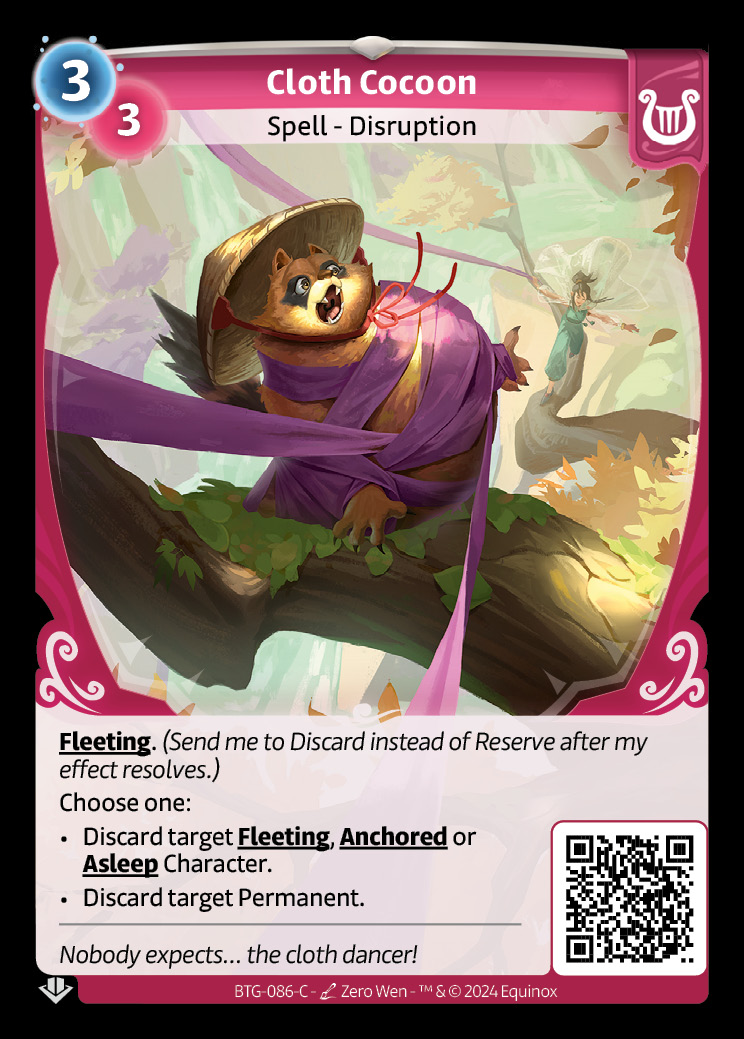 3
Cloth Cocoon
3
Spell - Disruption
Fleeting. (Send me to Discard instead of Reserve after my
effect resolves.)
Choose one:
• Discard target Fleeting, Anchored or
Asleep Character.
• Discard target Permanent.
Nobody expects... the cloth dancer!
BTG-086-C - Zero Wen - ™ & © 2024 Equinox